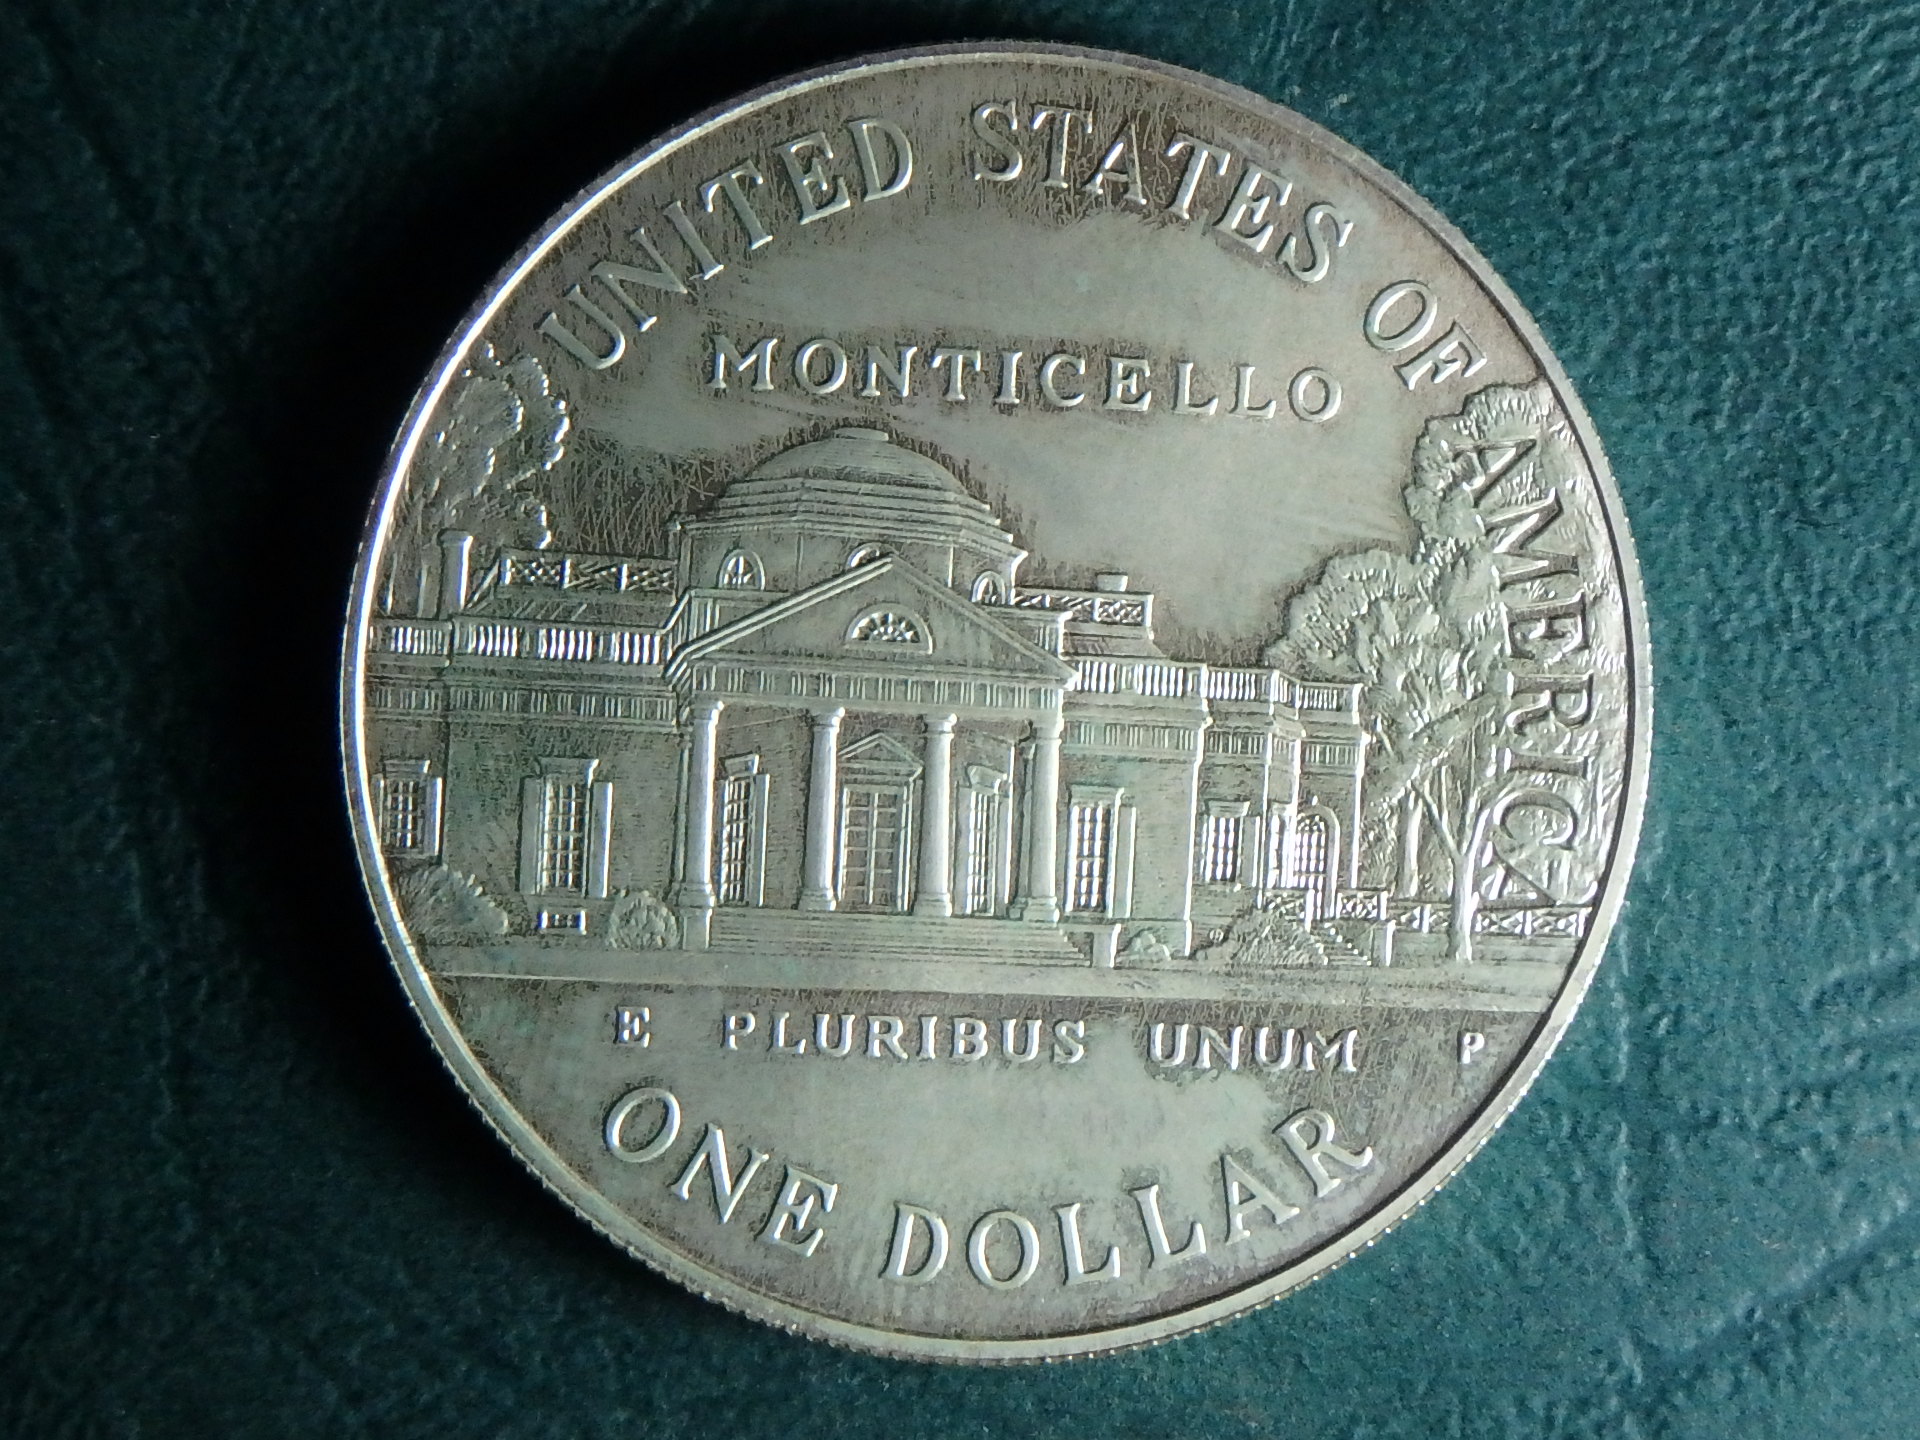 UNITED STATES OF AMERICA
MONTICELLO
E PLURIBUS UNUM P
ONE DOLLAR